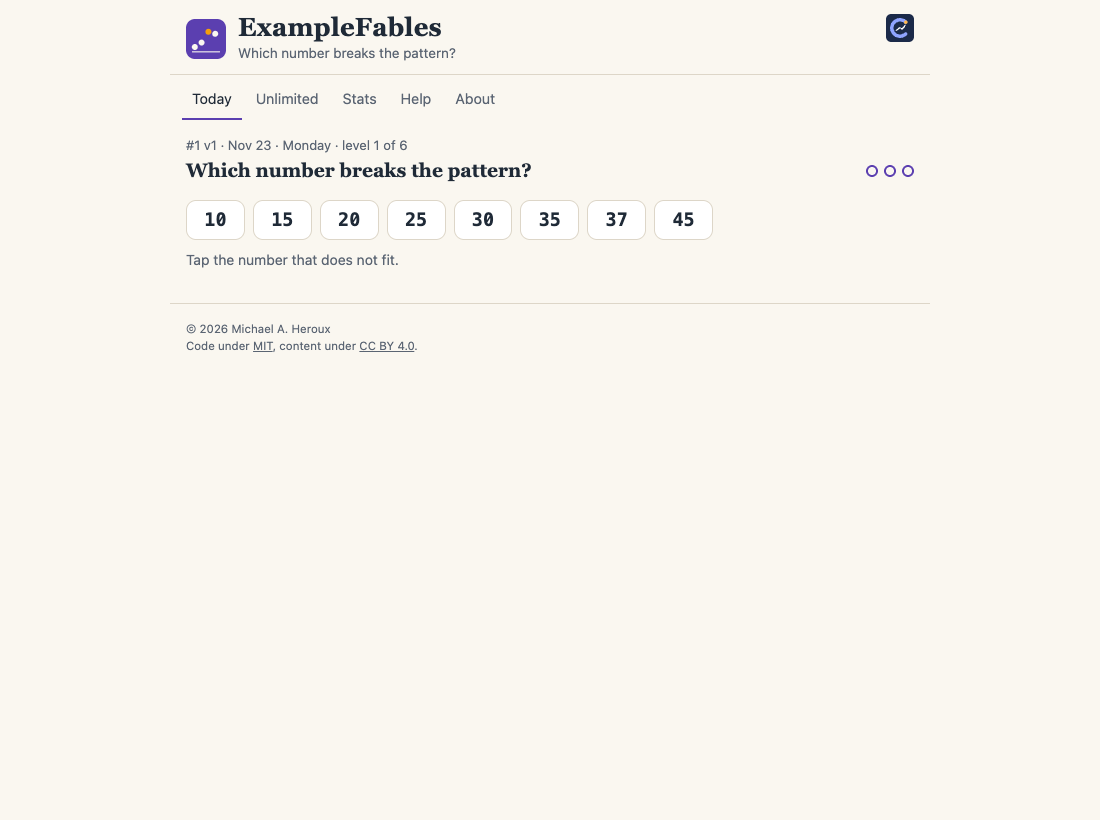 ExampleFables
Which number breaks the pattern?
Today Unlimited Stats Help About
#1 v1 · Nov 23 · Monday · level 1 of 6
Which number breaks the pattern?
10 15 20 25 30 35 37 45
Tap the number that does not fit.
© 2026 Michael A. Heroux
Code under MIT, content under CC BY 4.0.